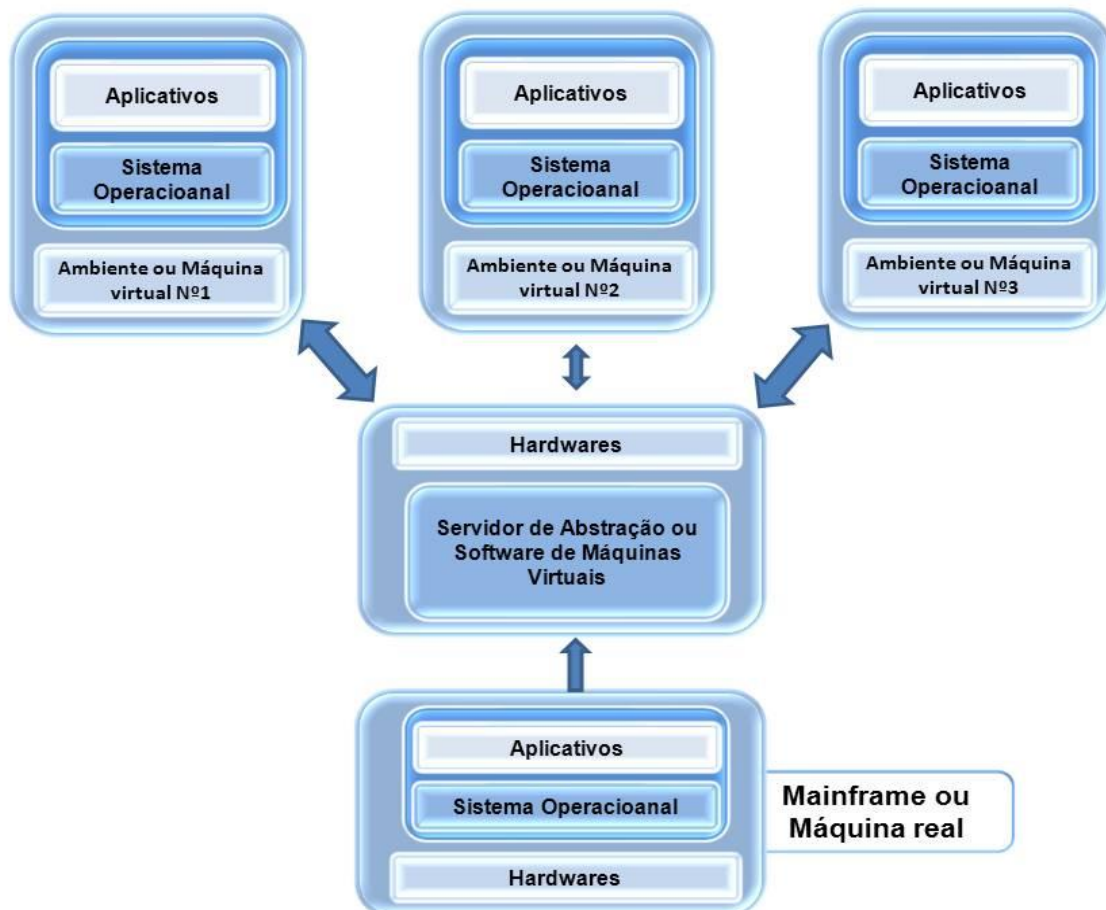 Aplicativos
Sistema
Operacioanal
Ambiente ou Máquina
virtual Nº1
Aplicativos
Sistema
Operacioanal
Ambiente ou Máquina
virtual Nº2
Aplicativos
Sistema
Operacioanal
Ambiente ou Máquina
virtual Nº3
Hardwares
Servidor de Abstração ou
Software de Máquinas
Virtuais
Aplicativos
Sistema Operacioanal
Hardwares
Mainframe ou
Máquina real